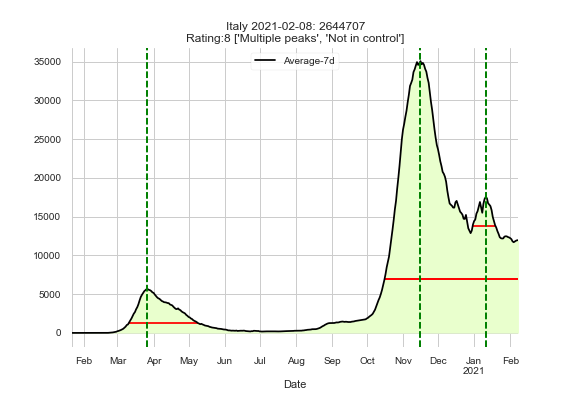 Italy 2021-02-08: 2644707
Rating:8 ['Multiple peaks', 'Not in control']
Average-7d
35000
30000
25000
20000
15000
10000
5000
0
Feb Mar Apr May Jun Jul Aug Sep Oct Nov Dec Jan Feb
2021
Date